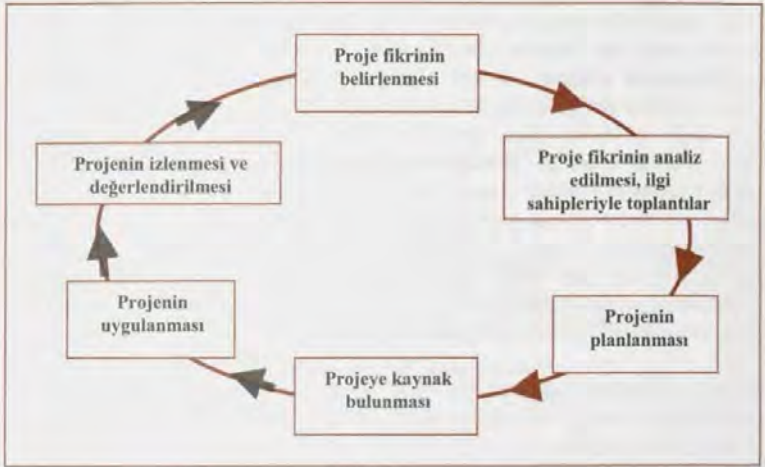 Proje fikrinin
belirlenmesi
Proje fikrinin analiz
edilmesi, ilgi
sahipleriyle toplantılar
Projenin
planlanması
Projeye kaynak
bulunması
Projenin
uygulanması
Projenin izlenmesi ve
değerlendirilmesi